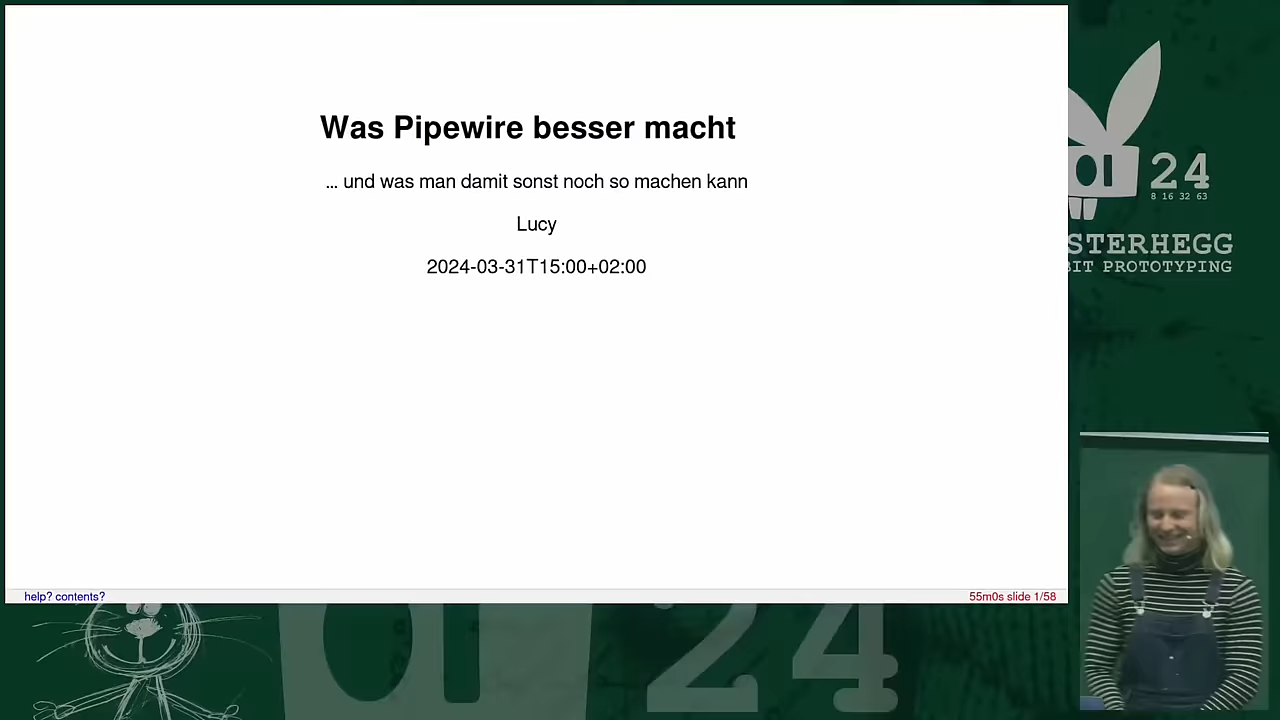 Was Pipewire besser macht
... und was man damit sonst noch so machen kann
Lucy
2024-03-31T15:00+02:00
help? contents?
55m0s slide 1/58
24
8 16 32 63
STERHEGG
BIT PROTOTYPING
24